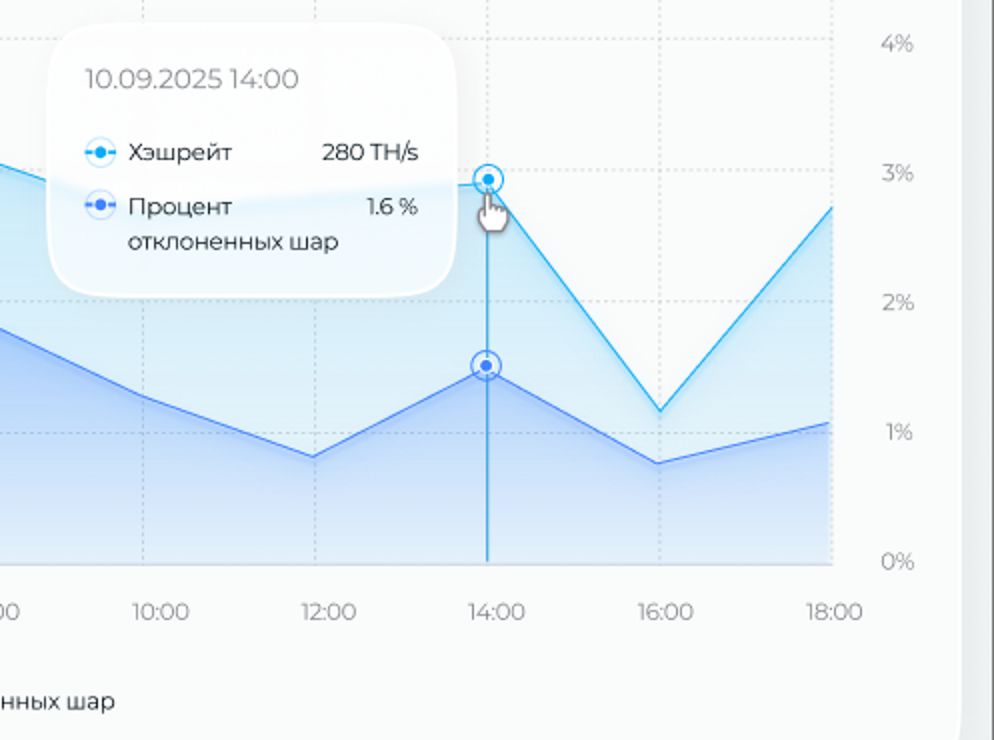 4%
10.09.2025 14:00
Хэшрейт 280 TH/s
3%
Процент 1.6 %
отклоненных шар
2%
1%
0%
00 10:00 12:00 14:00 16:00 18:00
нных шар